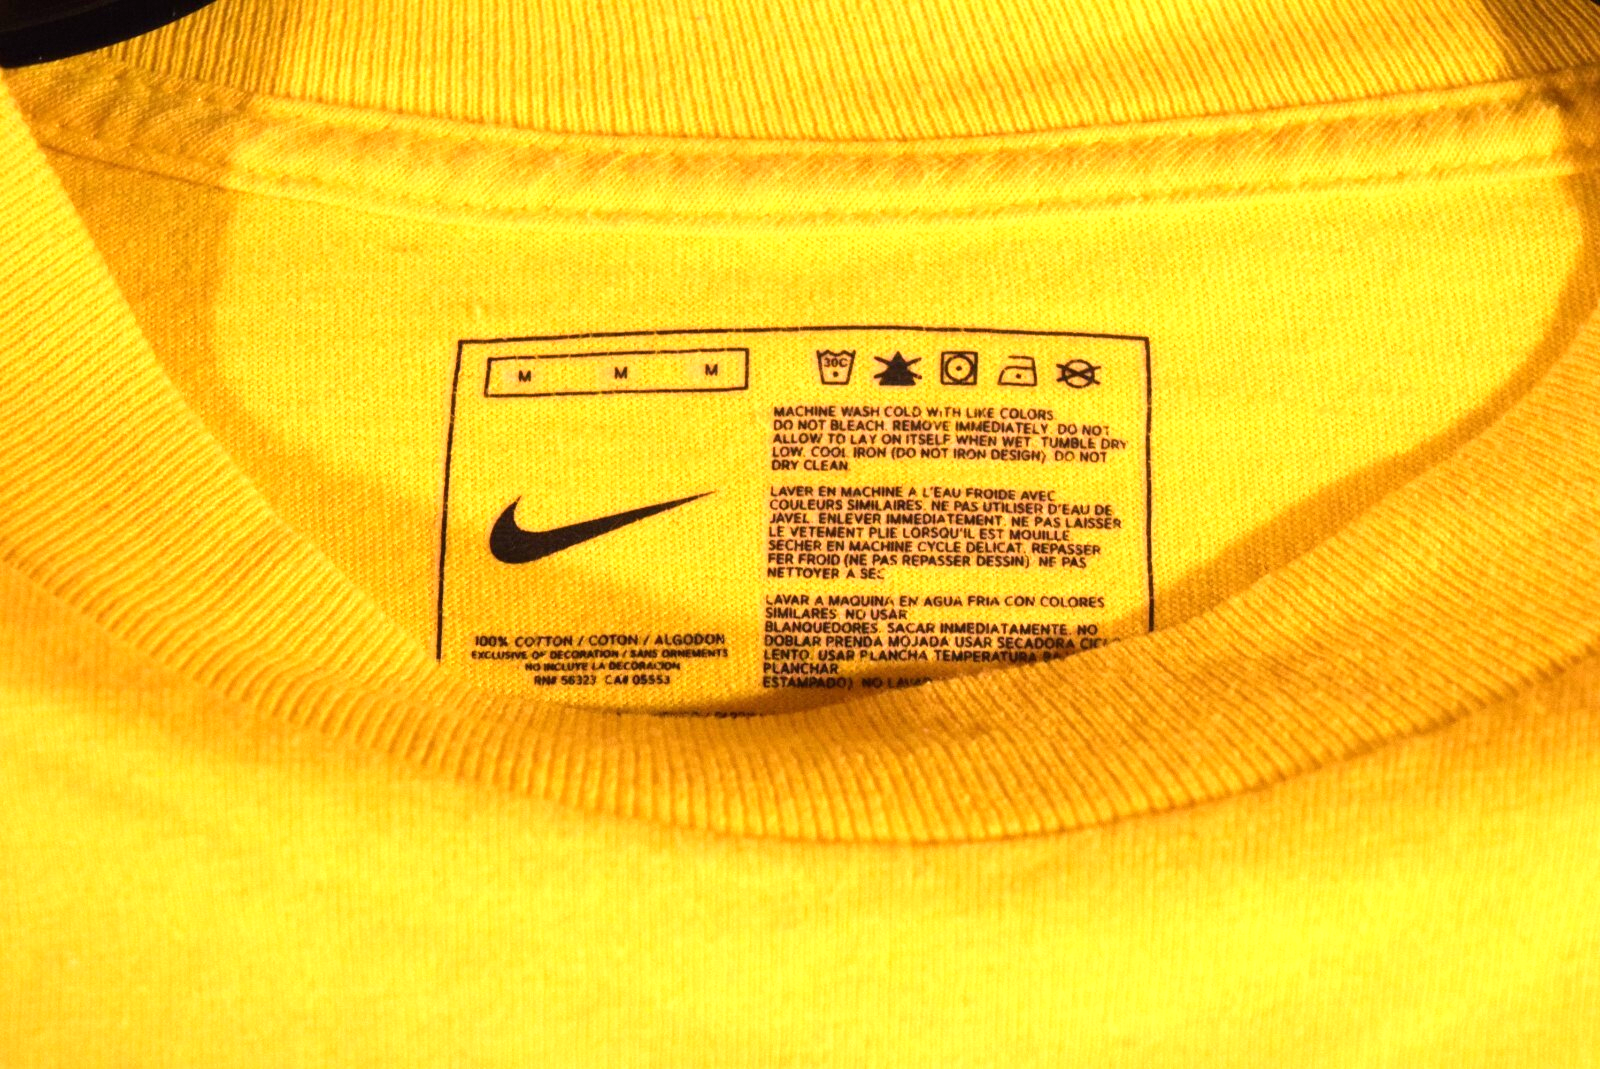 M M M
30C
MACHINE WASH COLD WITH LIKE COLORS.
DO NOT BLEACH. REMOVE IMMEDIATELY. DO NOT
ALLOW TO LAY ON ITSELF WHEN WET. TUMBLE DRY
LOW. COOL IRON (DO NOT IRON DESIGN). DO NOT
DRY CLEAN.
LAVER EN MACHINE A L'EAU FROIDE AVEC
COULEURS SIMILAIRES. NE PAS UTILISER D'EAU DE
JAVEL. ENLEVER IMMEDIATEMENT. NE PAS LAISSER
LE VETEMENT PLIE LORSQU'IL EST MOUILLE
SECHER EN MACHINE CYCLE DELICAT. REPASSER
FER FROID (NE PAS REPASSER DESSIN) NE PAS
NETTOYER A SEC
LAVAR A MAQUINA EN AGUA FRIA CON COLORES
SIMILARES NO USAR
BLANQUEDORES. SACAR INMEDIATAMENTE. NO
DOBLAR PRENDA MOJADA USAR SECADORA
LENTO. USAR PLANCHA TEMPERATURA
PLANCHAR
ESTAMPADO) NO
100% COTTON / COTON / ALGODON
EXCLUSIVE OF DECORATION / SANS ORNEMENTS
NO INCLUYE LA DECORACION
RN# 56323 CA# 05553